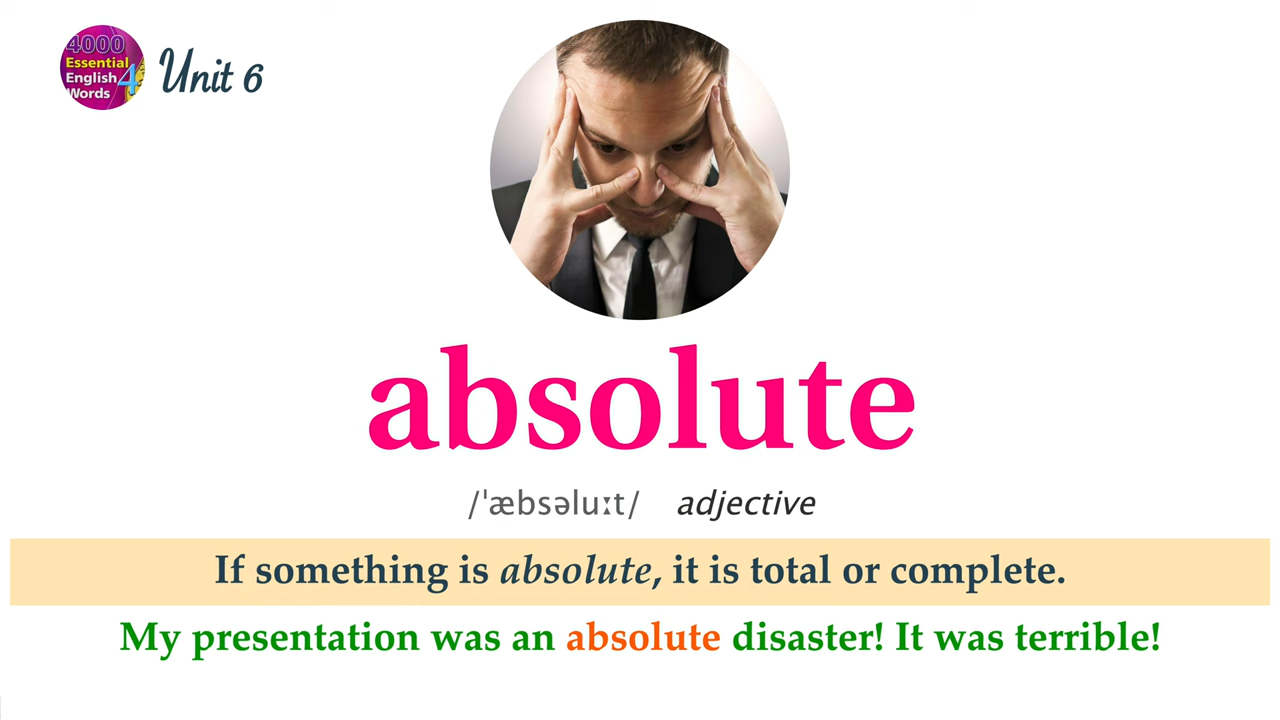 4000
Essential
English 4
Words
Unit 6
absolute
/ˈæbsəluːt/ adjective
If something is absolute, it is total or complete.
My presentation was an absolute disaster! It was terrible!